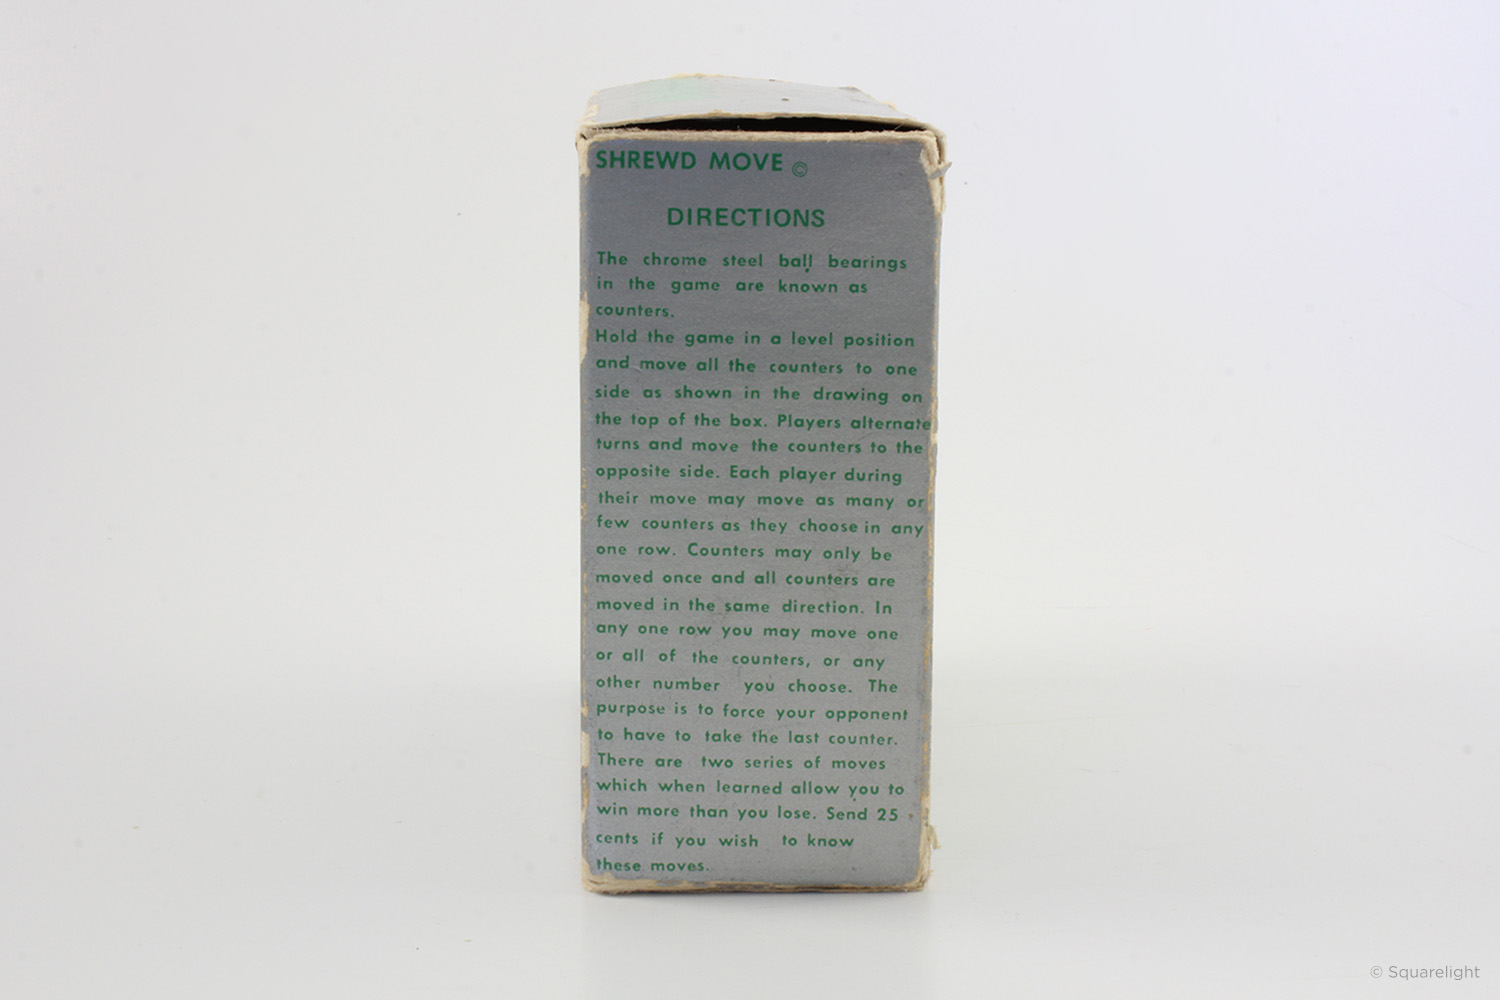 SHREWD MOVE ©
DIRECTIONS
The chrome steel ball bearings
in the game are known as
counters.
Hold the game in a level position
and move all the counters to one
side as shown in the drawing on
the top of the box. Players alternate
turns and move the counters to the
opposite side. Each player during
their move may move as many or
few counters as they choose in any
one row. Counters may only be
moved once and all counters are
moved in the same direction. In
any one row you may move one
or all of the counters, or any
other number you choose. The
purpose is to force your opponent
to have to take the last counter.
There are two series of moves
which when learned allow you to
win more than you lose. Send 25
cents if you wish to know
these moves.
© Squarelight